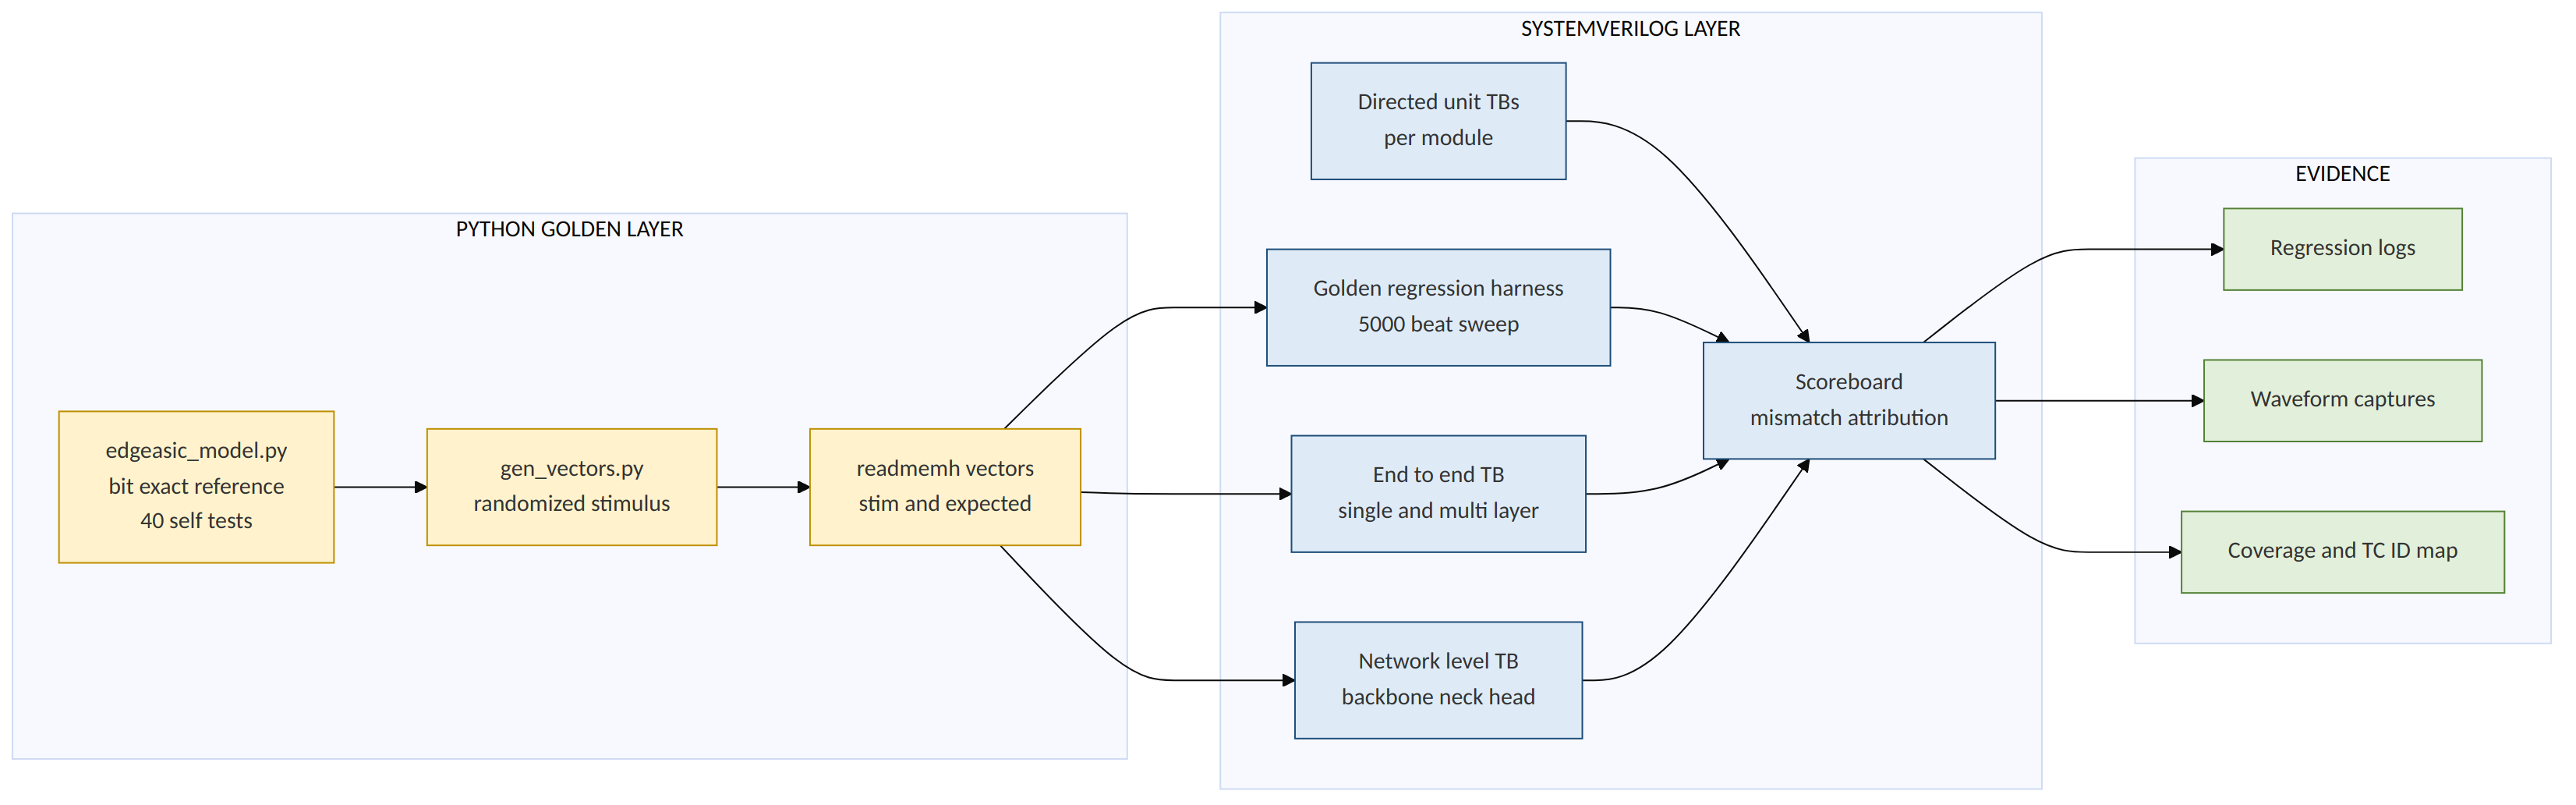 PYTHON GOLDEN LAYER
edgeasic_model.py
bit exact reference
40 self tests
gen_vectors.py
randomized stimulus
readmemh vectors
stim and expected
SYSTEMVERILOG LAYER
Directed unit TBs
per module
Golden regression harness
5000 beat sweep
End to end TB
single and multi layer
Network level TB
backbone neck head
Scoreboard
mismatch attribution
EVIDENCE
Regression logs
Waveform captures
Coverage and TC ID map